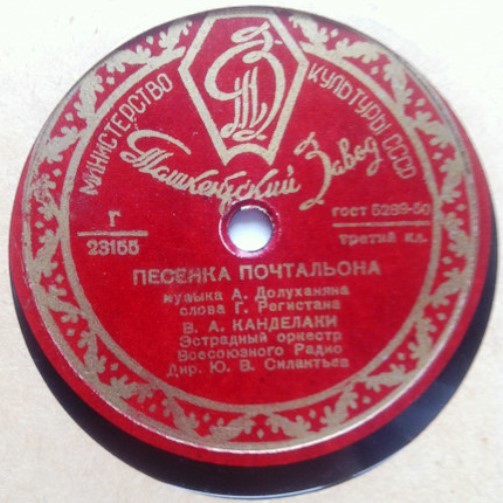 МИНИСТЕРСТВО КУЛЬТУРЫ СССР
ТЗ
Ташкентский Завод
Г
23155
ГОСТ 5289-50
Третий кл.
ПЕСЕНКА ПОЧТАЛЬОНА
музыка А. Долуханяна
слова Г. Регистана
В. А. КАНДЕЛАКИ
Эстрадный оркестр
Всесоюзного Радио
Дир. Ю. В. Силантьев